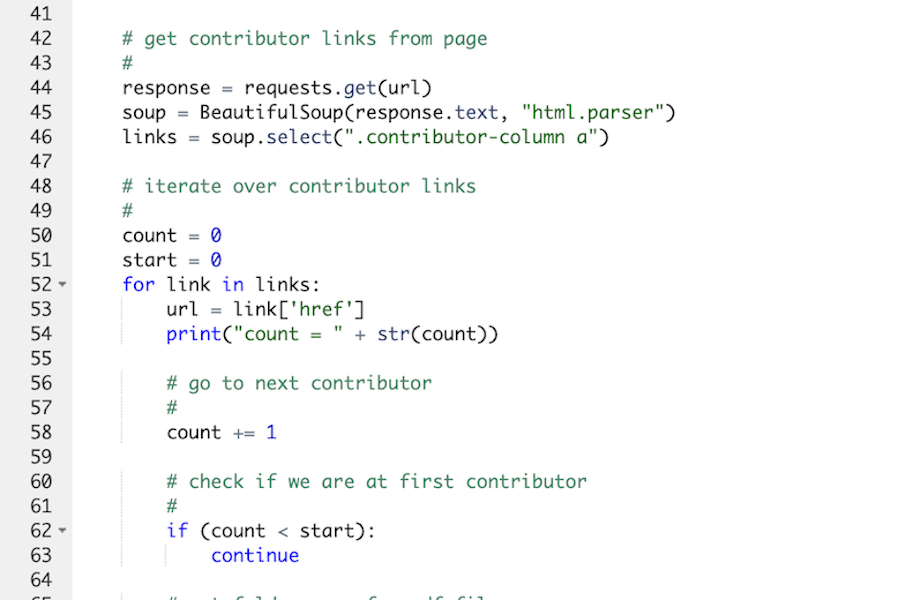 41
42 # get contributor links from page
43 #
44 response = requests.get(url)
45 soup = BeautifulSoup(response.text, "html.parser")
46 links = soup.select(".contributor-column a")
47
48 # iterate over contributor links
49 #
50 count = 0
51 start = 0
52 for link in links:
53 url = link['href']
54 print("count = " + str(count))
55
56 # go to next contributor
57 #
58 count += 1
59
60 # check if we are at first contributor
61 #
62 if (count < start):
63 continue
64